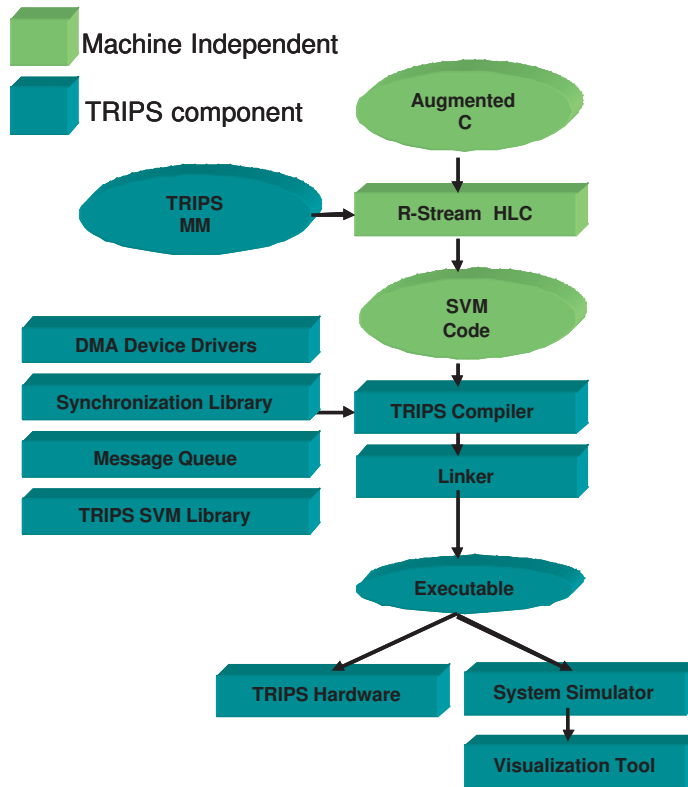 Machine Independent
TRIPS component
Augmented
C
TRIPS
MM
R-Stream HLC
SVM
Code
DMA Device Drivers
Synchronization Library
TRIPS Compiler
Message Queue
Linker
TRIPS SVM Library
Executable
TRIPS Hardware
System Simulator
Visualization Tool